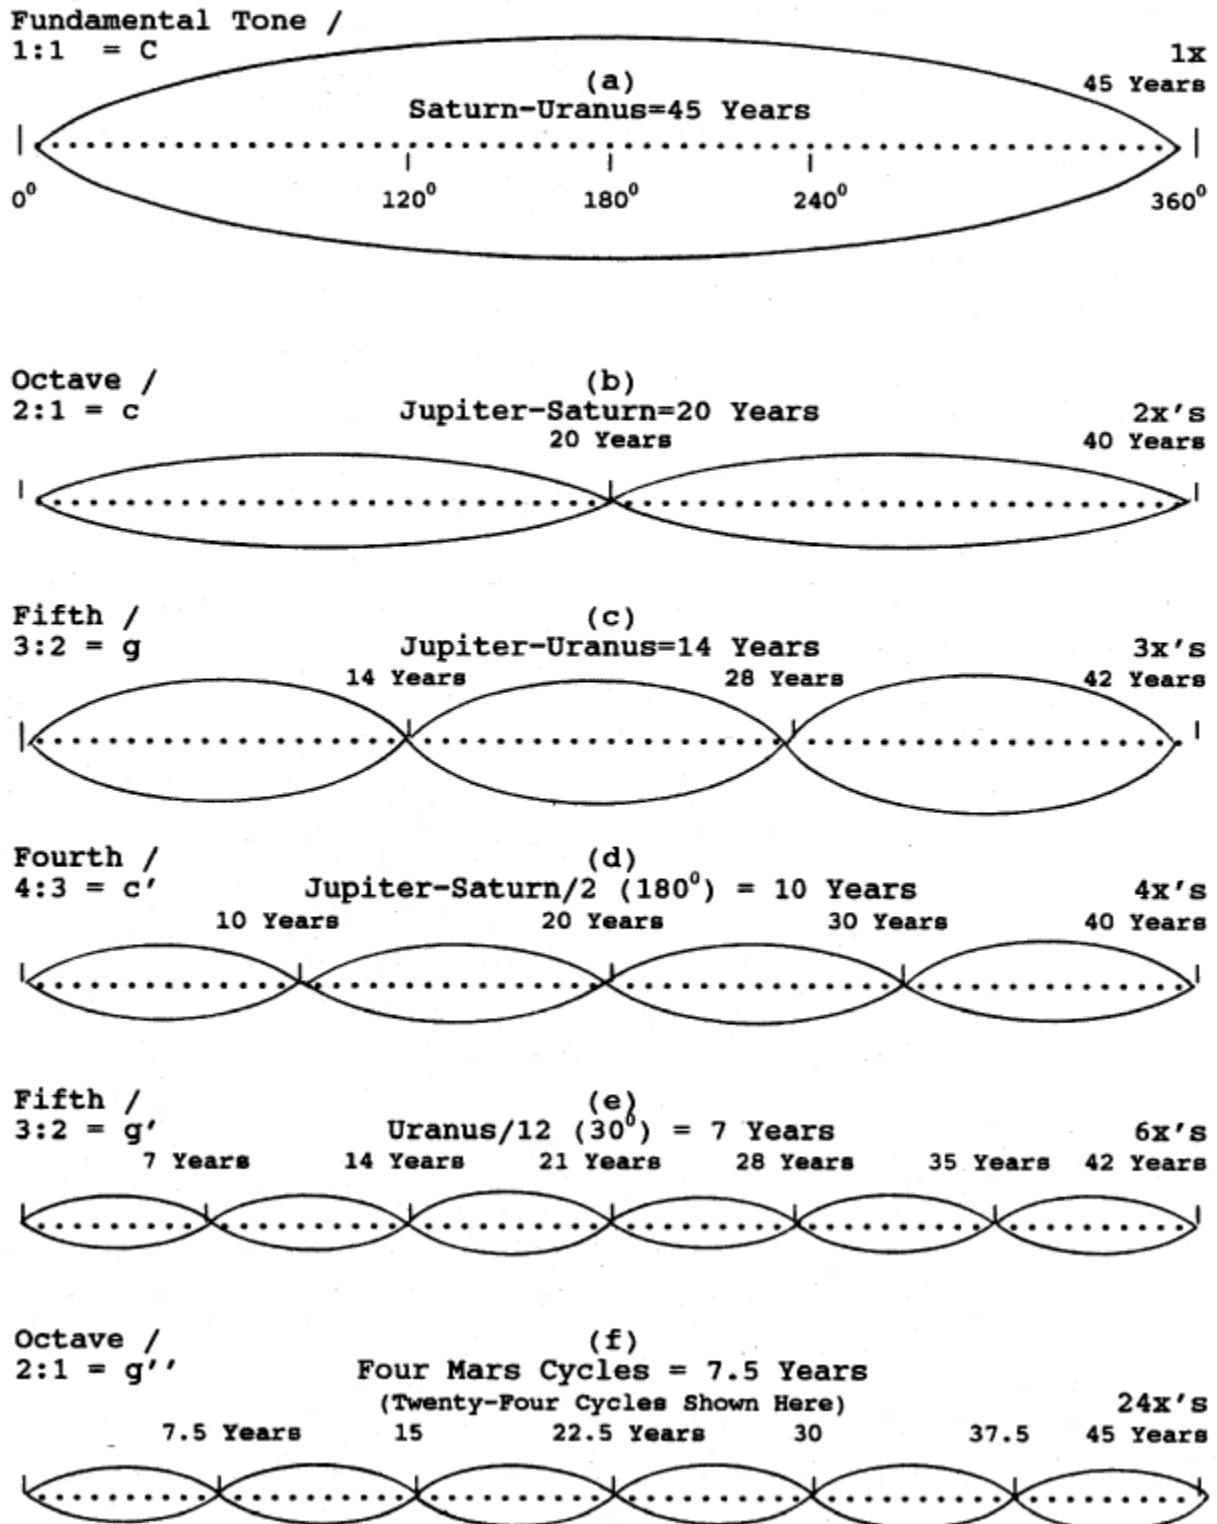 Fundamental Tone /
1:1 = C
1x
(a)
45 Years
Saturn-Uranus=45 Years
0⁰ 120⁰ 180⁰ 240⁰ 360⁰
Octave /
(b)
2:1 = c
Jupiter-Saturn=20 Years
2x's
20 Years
40 Years
Fifth /
(c)
3:2 = g
Jupiter-Uranus=14 Years
3x's
14 Years
28 Years
42 Years
Fourth /
(d)
4:3 = c'
Jupiter-Saturn/2 (180⁰) = 10 Years
4x's
10 Years
20 Years
30 Years
40 Years
Fifth /
(e)
3:2 = g'
Uranus/12 (30⁰) = 7 Years
6x's
7 Years
14 Years
21 Years
28 Years
35 Years
42 Years
Octave /
(f)
2:1 = g''
Four Mars Cycles = 7.5 Years
(Twenty-Four Cycles Shown Here)
24x's
7.5 Years
15
22.5 Years
30
37.5
45 Years